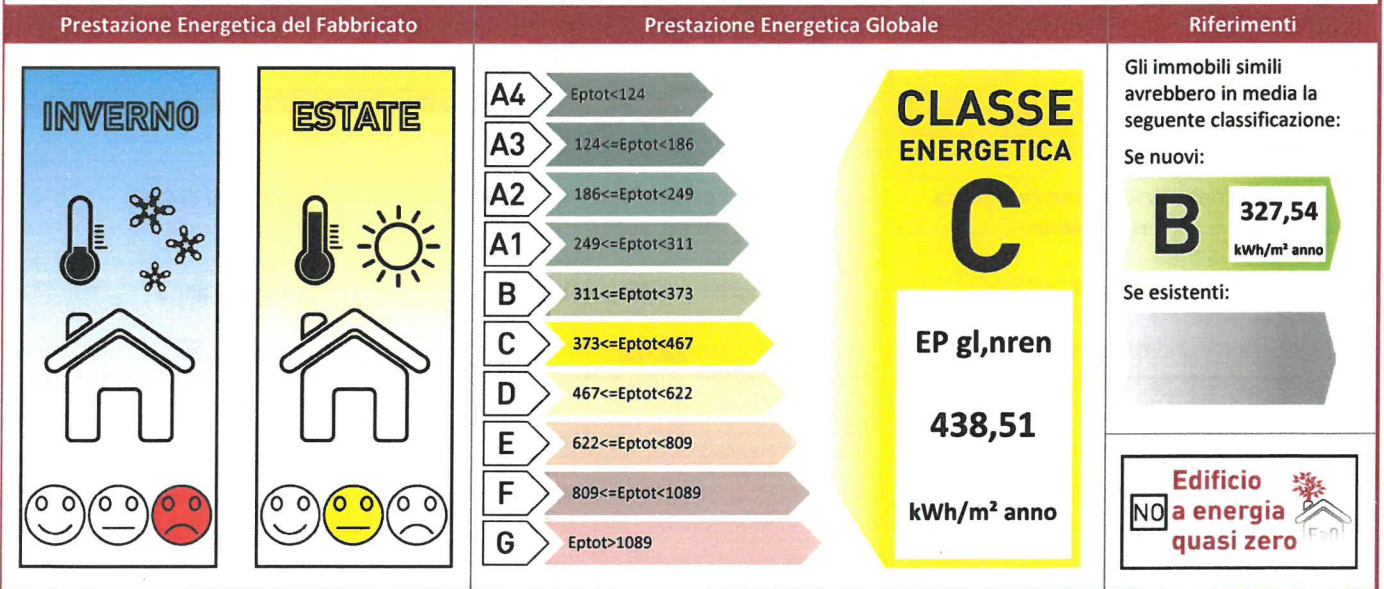 Prestazione Energetica del Fabbricato
Prestazione Energetica Globale
Riferimenti
INVERNO
ESTATE
A4 Eptot<124
A3 124<=Eptot<186
A2 186<=Eptot<249
A1 249<=Eptot<311
B 311<=Eptot<373
C 373<=Eptot<467
D 467<=Eptot<622
E 622<=Eptot<809
F 809<=Eptot<1089
G Eptot>1089
CLASSE
ENERGETICA
C
EP gl,nren
438,51
kWh/m² anno
Gli immobili simili
avrebbero in media la
seguente classificazione:
Se nuovi:
B 327,54
kWh/m² anno
Se esistenti:
NO
Edificio
a energia
quasi zero